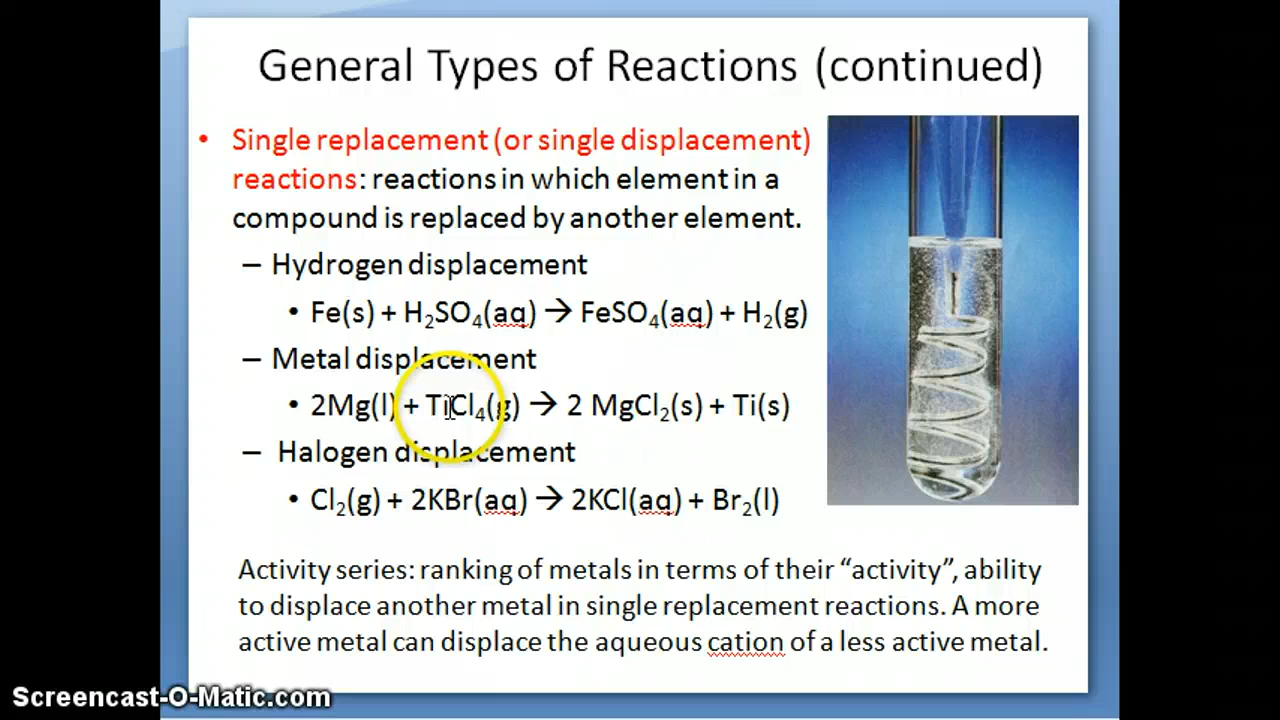 General Types of Reactions (continued)
• Single replacement (or single displacement)
reactions: reactions in which element in a
compound is replaced by another element.
– Hydrogen displacement
• Fe(s) + H₂SO₄(aq) → FeSO₄(aq) + H₂(g)
– Metal displacement
• 2Mg(l) + TiCl₄(g) → 2 MgCl₂(s) + Ti(s)
– Halogen displacement
• Cl₂(g) + 2KBr(aq) → 2KCl(aq) + Br₂(l)
Activity series: ranking of metals in terms of their “activity”, ability
to displace another metal in single replacement reactions. A more
active metal can displace the aqueous cation of a less active metal.
Screencast-O-Matic.com